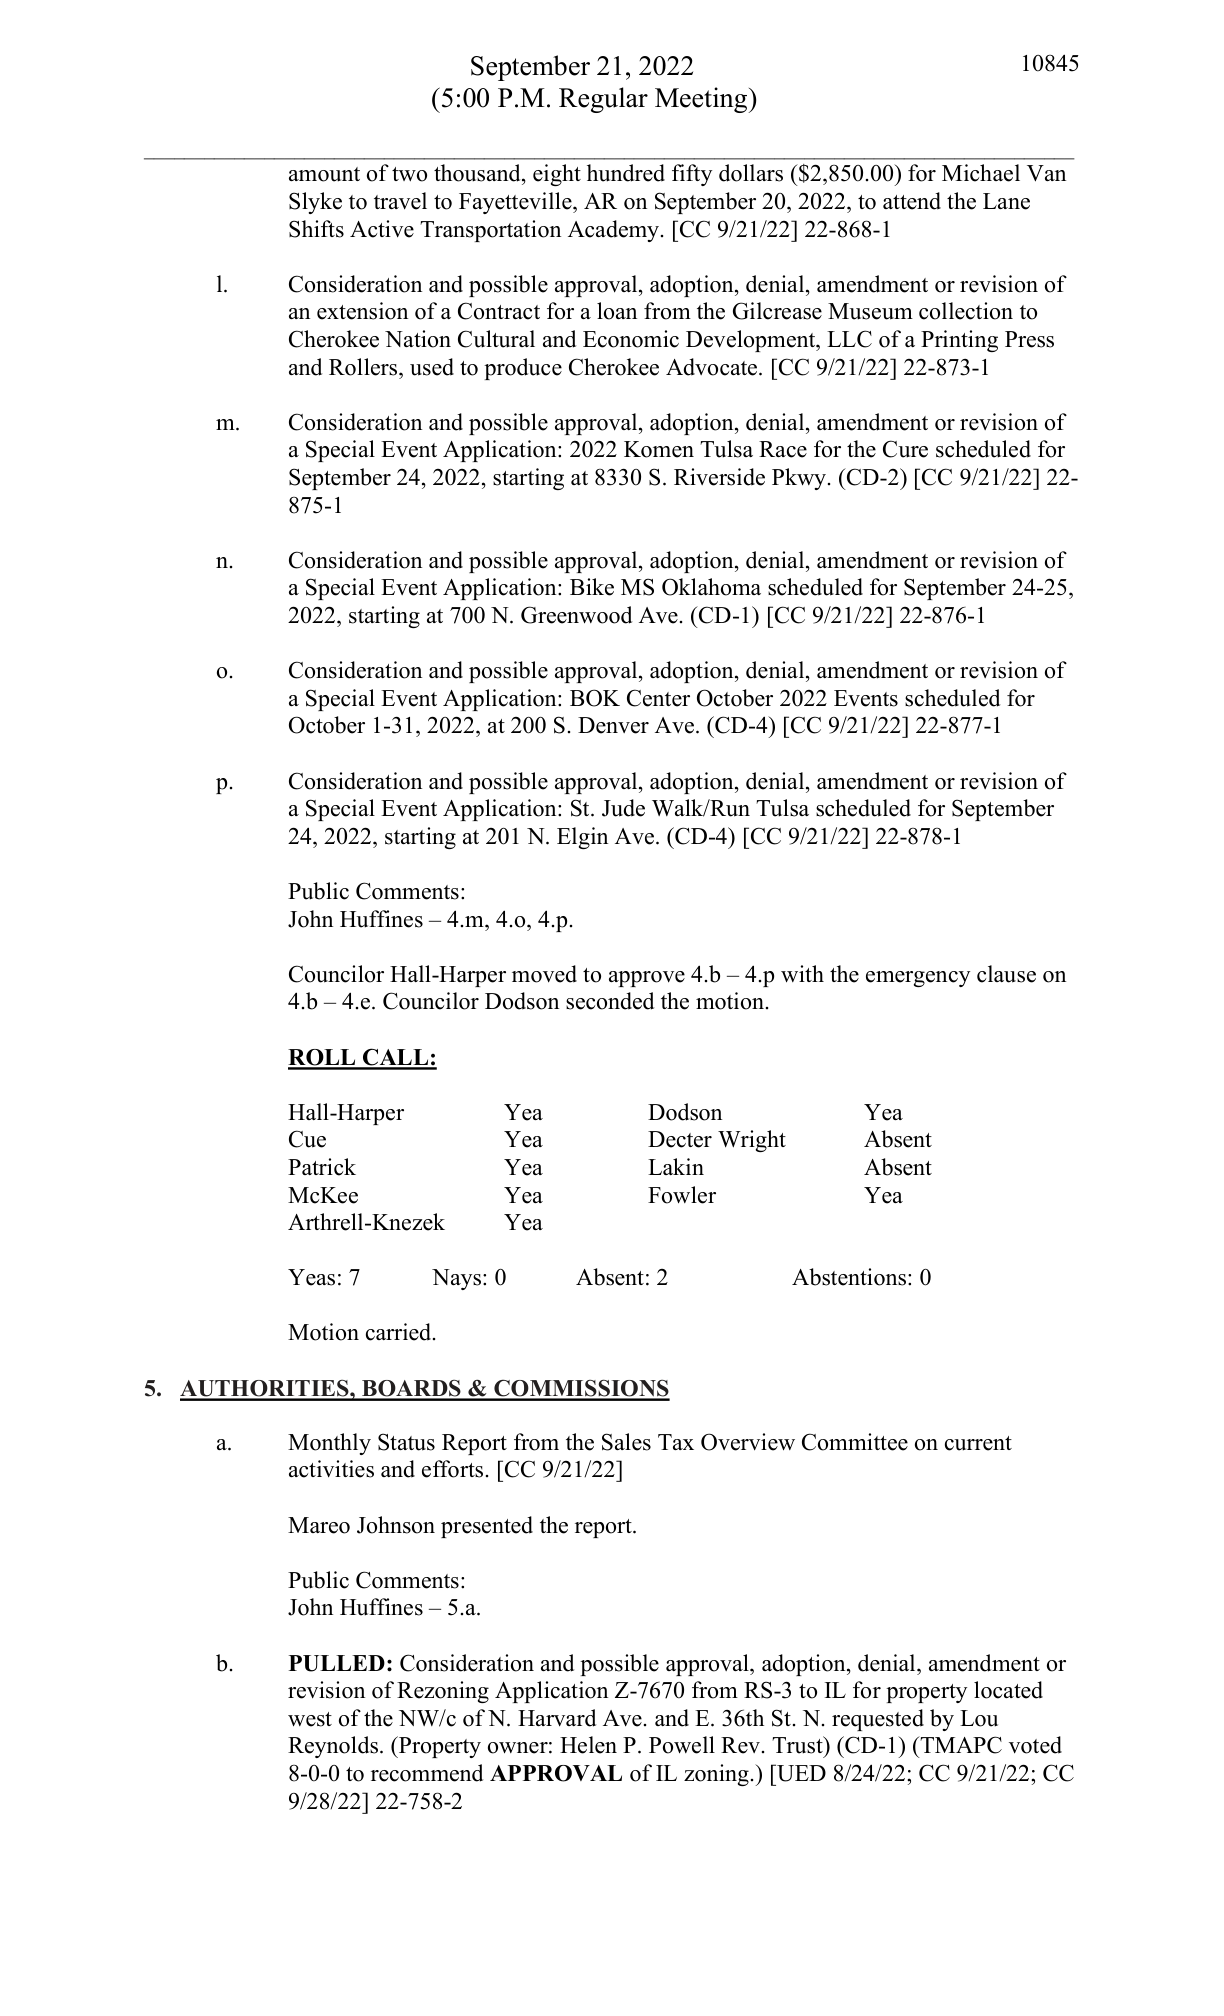 September 21, 2022
10845
(5:00 P.M. Regular Meeting)
amount of two thousand, eight hundred fifty dollars ($2,850.00) for Michael Van
Slyke to travel to Fayetteville, AR on September 20, 2022, to attend the Lane
Shifts Active Transportation Academy. [CC 9/21/22] 22-868-1
l. Consideration and possible approval, adoption, denial, amendment or revision of
an extension of a Contract for a loan from the Gilcrease Museum collection to
Cherokee Nation Cultural and Economic Development, LLC of a Printing Press
and Rollers, used to produce Cherokee Advocate. [CC 9/21/22] 22-873-1
m. Consideration and possible approval, adoption, denial, amendment or revision of
a Special Event Application: 2022 Komen Tulsa Race for the Cure scheduled for
September 24, 2022, starting at 8330 S. Riverside Pkwy. (CD-2) [CC 9/21/22] 22-
875-1
n. Consideration and possible approval, adoption, denial, amendment or revision of
a Special Event Application: Bike MS Oklahoma scheduled for September 24-25,
2022, starting at 700 N. Greenwood Ave. (CD-1) [CC 9/21/22] 22-876-1
o. Consideration and possible approval, adoption, denial, amendment or revision of
a Special Event Application: BOK Center October 2022 Events scheduled for
October 1-31, 2022, at 200 S. Denver Ave. (CD-4) [CC 9/21/22] 22-877-1
p. Consideration and possible approval, adoption, denial, amendment or revision of
a Special Event Application: St. Jude Walk/Run Tulsa scheduled for September
24, 2022, starting at 201 N. Elgin Ave. (CD-4) [CC 9/21/22] 22-878-1
Public Comments:
John Huffines – 4.m, 4.o, 4.p.
Councilor Hall-Harper moved to approve 4.b – 4.p with the emergency clause on
4.b – 4.e. Councilor Dodson seconded the motion.
ROLL CALL:
Hall-Harper Yea Dodson Yea
Cue Yea Decter Wright Absent
Patrick Yea Lakin Absent
McKee Yea Fowler Yea
Arthrell-Knezek Yea
Yeas: 7 Nays: 0 Absent: 2 Abstentions: 0
Motion carried.
5. AUTHORITIES, BOARDS & COMMISSIONS
a. Monthly Status Report from the Sales Tax Overview Committee on current
activities and efforts. [CC 9/21/22]
Mareo Johnson presented the report.
Public Comments:
John Huffines – 5.a.
b. PULLED: Consideration and possible approval, adoption, denial, amendment or
revision of Rezoning Application Z-7670 from RS-3 to IL for property located
west of the NW/c of N. Harvard Ave. and E. 36th St. N. requested by Lou
Reynolds. (Property owner: Helen P. Powell Rev. Trust) (CD-1) (TMAPC voted
8-0-0 to recommend APPROVAL of IL zoning.) [UED 8/24/22; CC 9/21/22; CC
9/28/22] 22-758-2